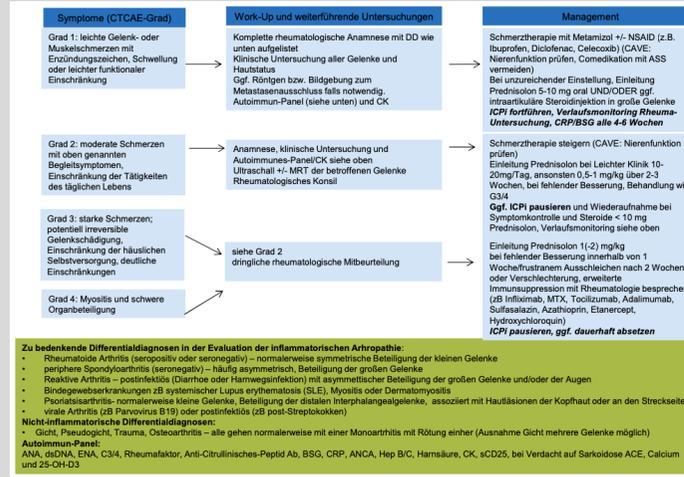 Symptome (CTCAE-Grad)
Work-Up und weiterführende Untersuchungen
Management
Grad 1: leichte Gelenk- oder
Muskelschmerzen mit
Enzündungszeichen, Schwellung
oder leichter funktionaler
Einschränkung
Komplette rheumatologische Anamnese mit DD wie
unten aufgelistet
Klinische Untersuchung aller Gelenke und
Hautstatus
Ggf. Röntgen bzw. Bildgebung zum
Metastasenausschluss falls notwendig.
Autoimmun-Panel (siehe unten) und CK
Schmerztherapie mit Metamizol +/- NSAID (z.B.
Ibuprofen, Diclofenac, Celecoxib) (CAVE:
Nierenfunktion prüfen, Comedikation mit ASS
vermeiden)
Bei unzureichender Einstellung, Einleitung
Prednisolon 5-10 mg oral UND/ODER ggf.
intraartikuläre Steroidinjektion in große Gelenke
ICPi fortführen, Verlaufsmonitoring Rheuma-
Untersuchung, CRP/BSG alle 4-6 Wochen
Grad 2: moderate Schmerzen
mit oben genannten
Begleitsymptomen,
Einschränkung der Tätigkeiten
des täglichen Lebens
Anamnese, klinische Untersuchung und
Autoimmunes-Panel/CK siehe oben
Ultraschall +/- MRT der betroffenen Gelenke
Rheumatologisches Konsil
Schmerztherapie steigern (CAVE: Nierenfunktion
prüfen)
Einleitung Prednisolon bei Leichter Klinik 10-
20mg/Tag, ansonsten 0,5-1 mg/kg über 2-3
Wochen, bei fehlender Besserung, Behandlung wi
G3/4
Ggf. ICPi pausieren und Wiederaufnahme bei
Symptomkontrolle und Steroide < 10 mg
Prednisolon, Verlaufsmonitoring siehe oben
Grad 3: starke Schmerzen;
potentiell irreversible
Gelenkschädigung,
Einschränkung der häuslichen
Selbstversorgung, deutliche
Einschränkungen
Grad 4: Myositis und schwere
Organbeteiligung
siehe Grad 2
dringliche rheumatologische Mitbeurteilung
Einleitung Prednisolon 1(-2) mg/kg
bei fehlender Besserung innerhalb von 1
Woche/frustranem Ausschleichen nach 2 Wochen
oder Verschlechterung, erweiterte
Immunsuppression mit Rheumatologie bespreche
(zB Infliximab, MTX, Tocilizumab, Adalimumab,
Sulfasalazin, Azathioprin, Etanercept,
Hydroxychloroquin)
ICPi pausieren, ggf. dauerhaft absetzen
Zu bedenkende Differentialdiagnosen in der Evaluation der inflammatorischen Arhropathie:
• Rheumatoide Arthritis (seropositiv oder seronegativ) – normalerweise symmetrische Beteiligung der kleinen Gelenke
• periphere Spondyloarthritis (seronegativ) – häufig asymmetrisch, Beteiligung der großen Gelenke
• Reaktive Arthritis – postinfektiös (Diarrhoe oder Harnwegsinfektion) mit asymmettischer Beteiligung der großen Gelenke und/oder der Augen
• Bindegewebserkrankungen zB systemischer Lupus erythematosus (SLE), Myositis oder Dermatomyositis
• Psoriatsisarthritis- normalerweise kleine Gelenke, Beteiligung der distalen Interphalangealgelenke, assoziiert mit Hautläsionen der Kopfhaut oder an den Streckseite
• virale Arthritis (zB Parvovirus B19) oder postinfektiös (zB post-Streptokokken)
Nicht-inflammatorische Differentialdiagnosen:
• Gicht, Pseudogicht, Trauma, Osteoarthritis – alle gehen normalerweise mit einer Monoartrhitis mit Rötung einher (Ausnahme Gicht mehrere Gelenke möglich)
Autoimmun-Panel:
ANA, dsDNA, ENA, C3/4, Rheumafaktor, Anti-Citrullinisches-Peptid Ab, BSG, CRP, ANCA, Hep B/C, Harnsäure, CK, sCD25, bei Verdacht auf Sarkoidose ACE, Calcium
und 25-OH-D3